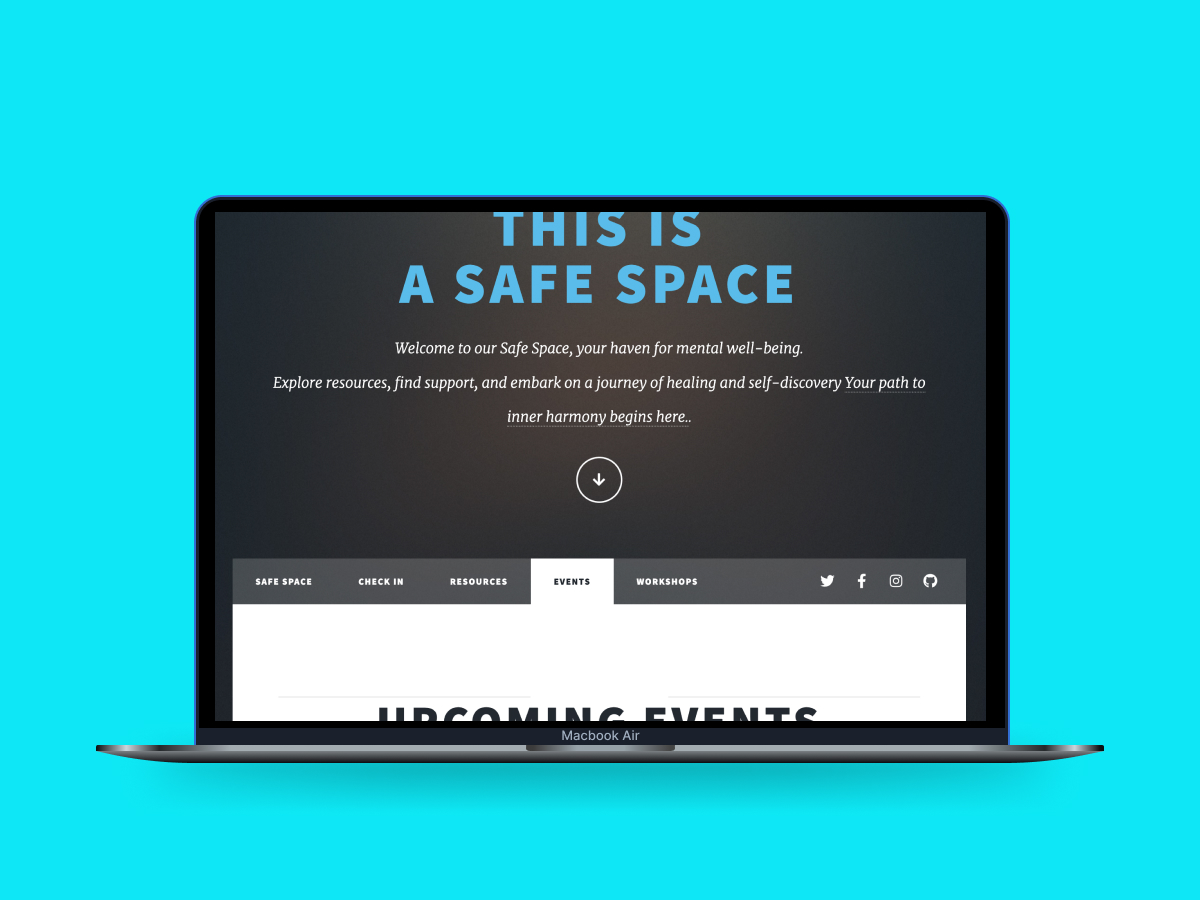 THIS IS
A SAFE SPACE
Welcome to our Safe Space, your haven for mental well-being.
Explore resources, find support, and embark on a journey of healing and self-discovery Your path to
inner harmony begins here..
SAFE SPACE CHECK IN RESOURCES EVENTS WORKSHOPS
UPCOMING EVENTS
Macbook Air